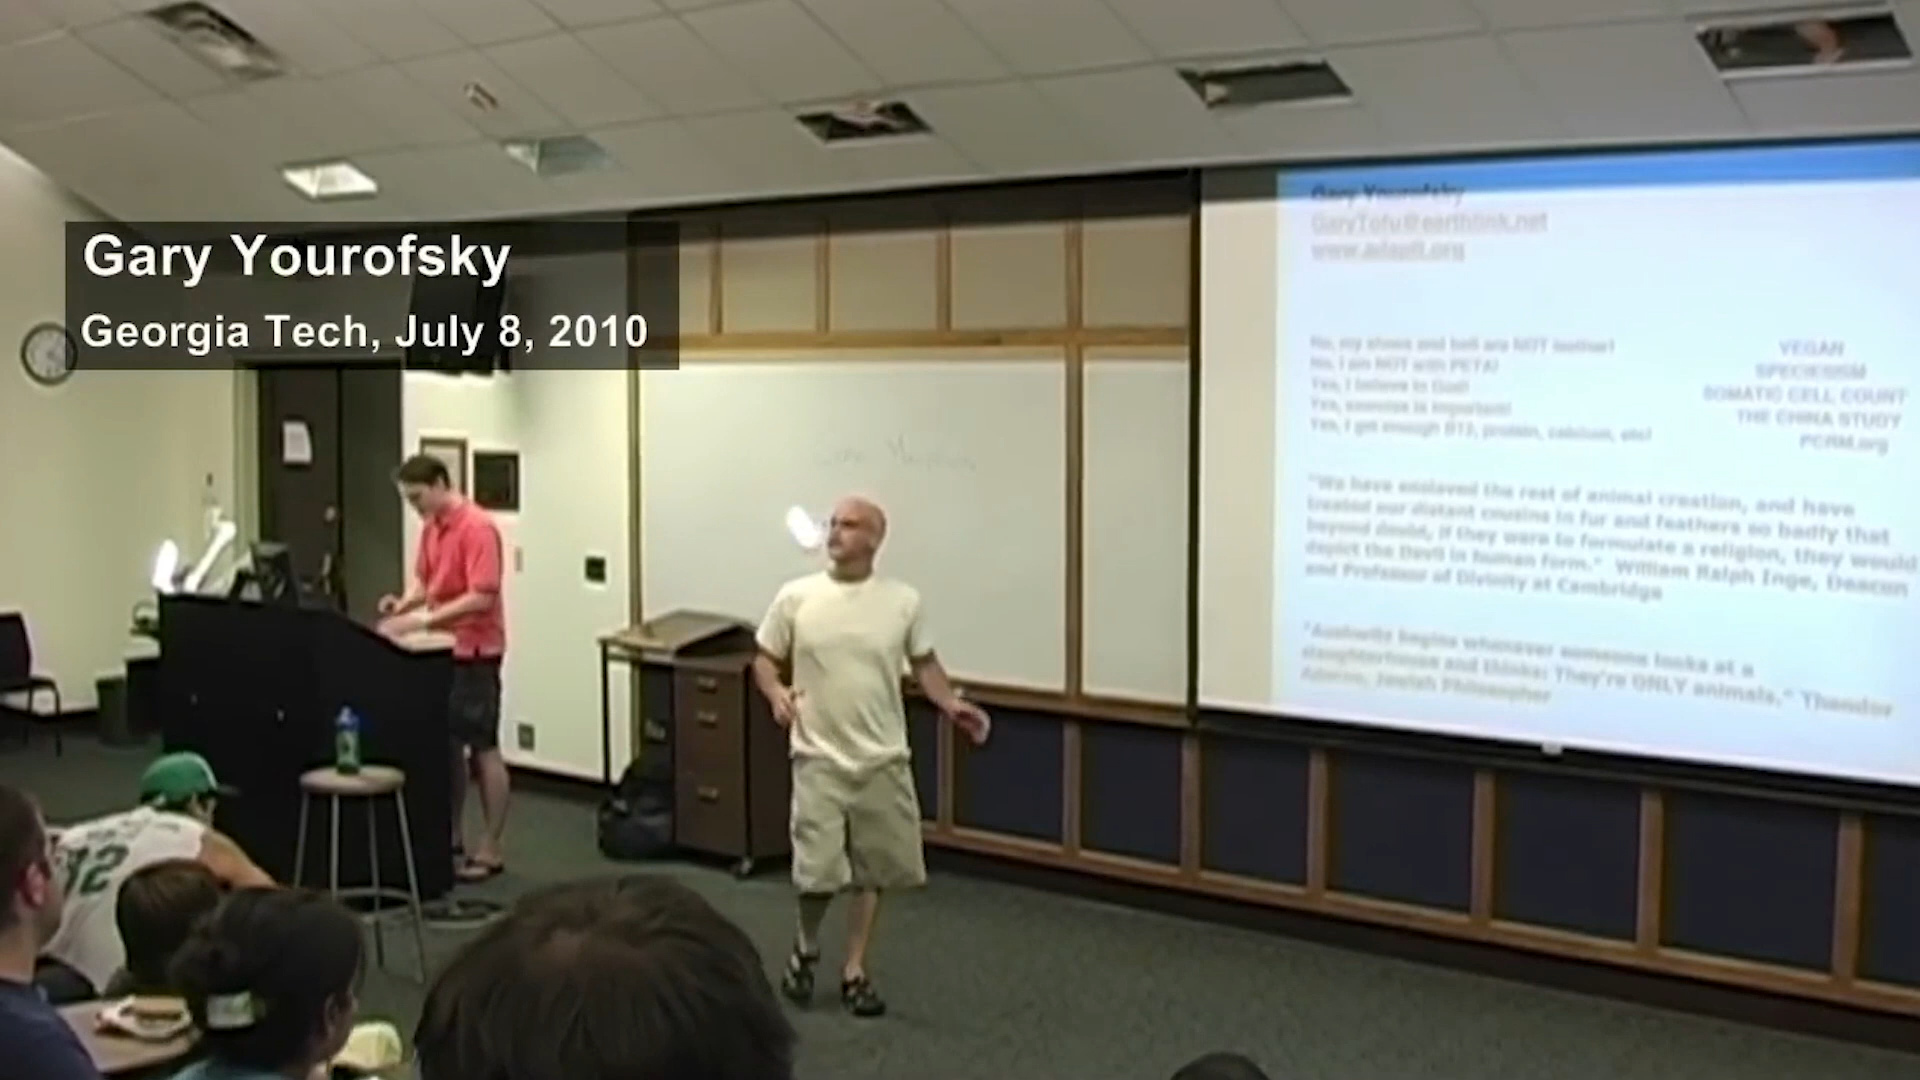 Gary Yourofsky
Georgia Tech, July 8, 2010
Gary Yourofsky
GaryTofu@earthlink.net
www.adaptt.org
No, my shoes and belt are NOT leather!
No, I am NOT with PETA!
Yes, I believe in God!
Yes, exercise is important!
Yes, I get enough B12, protein, calcium, etc!
VEGAN
SPECIESISM
SOMATIC CELL COUNT
THE CHINA STUDY
PCRM.org
"We have enslaved the rest of animal creation, and have
treated our distant cousins in fur and feathers so badly that
beyond doubt, if they were to formulate a religion, they would
depict the Devil in human form." William Ralph Inge, Deacon
and Professor of Divinity at Cambridge
"Auschwitz begins whenever someone looks at a
slaughterhouse and thinks: They're ONLY animals." Theodor
Adorno, Jewish Philosopher
12